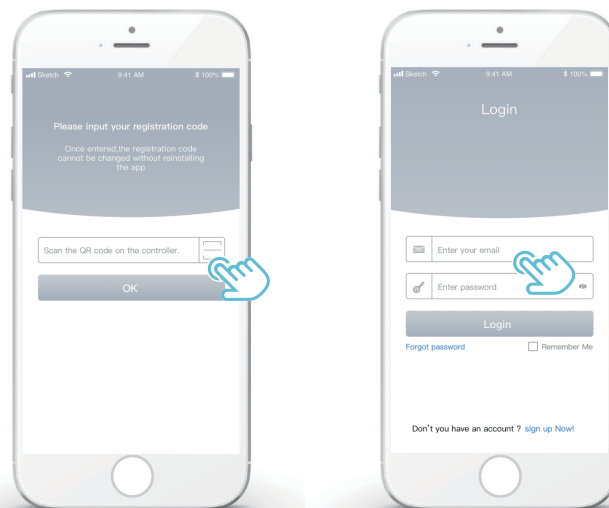 Sketch 9:41 AM 100%
Please input your registration code
Once entered,the registration code
cannot be changed without reinstalling
the app
Scan the QR code on the controller.
OK
Sketch 9:41 AM 100%
Login
Enter your email
Enter password
Login
Forgot password Remember Me
Don't you have an account ? sign up Now!